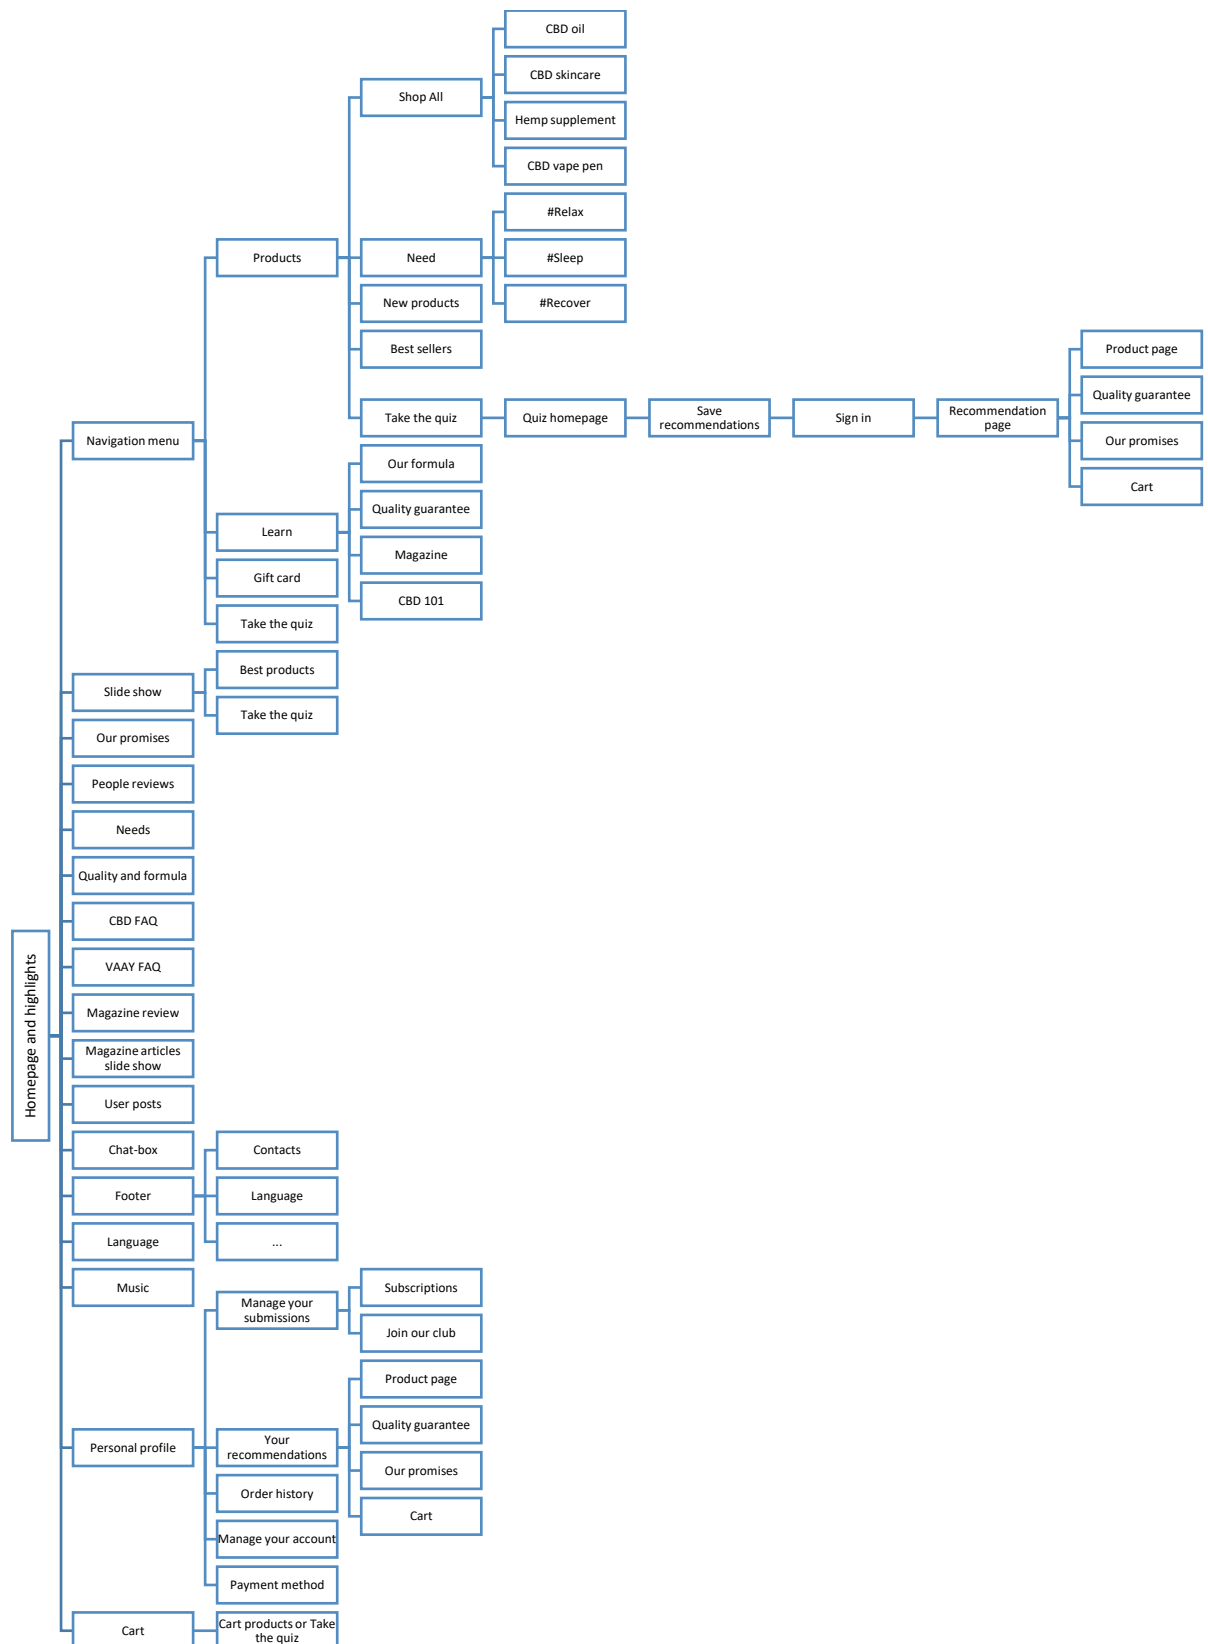 CBD oil
CBD skincare
Shop All
Hemp supplement
CBD vape pen
#Relax
Products
Need
#Sleep
New products
#Recover
Best sellers
Product page
Quality guarantee
Take the quiz
Quiz homepage
Save
recommendations
Sign in
Recommendation
page
Navigation menu
Our promises
Our formula
Cart
Quality guarantee
Learn
Magazine
Gift card
CBD 101
Take the quiz
Best products
Slide show
Take the quiz
Our promises
People reviews
Needs
Quality and formula
CBD FAQ
VAAY FAQ
Homepage and highlights
Magazine review
Magazine articles
slide show
User posts
Chat-box
Contacts
Footer
Language
Language
...
Music
Subscriptions
Manage your
submissions
Join our club
Product page
Quality guarantee
Personal profile
Your
recommendations
Our promises
Order history
Cart
Manage your account
Payment method
Cart
Cart products or Take
the quiz